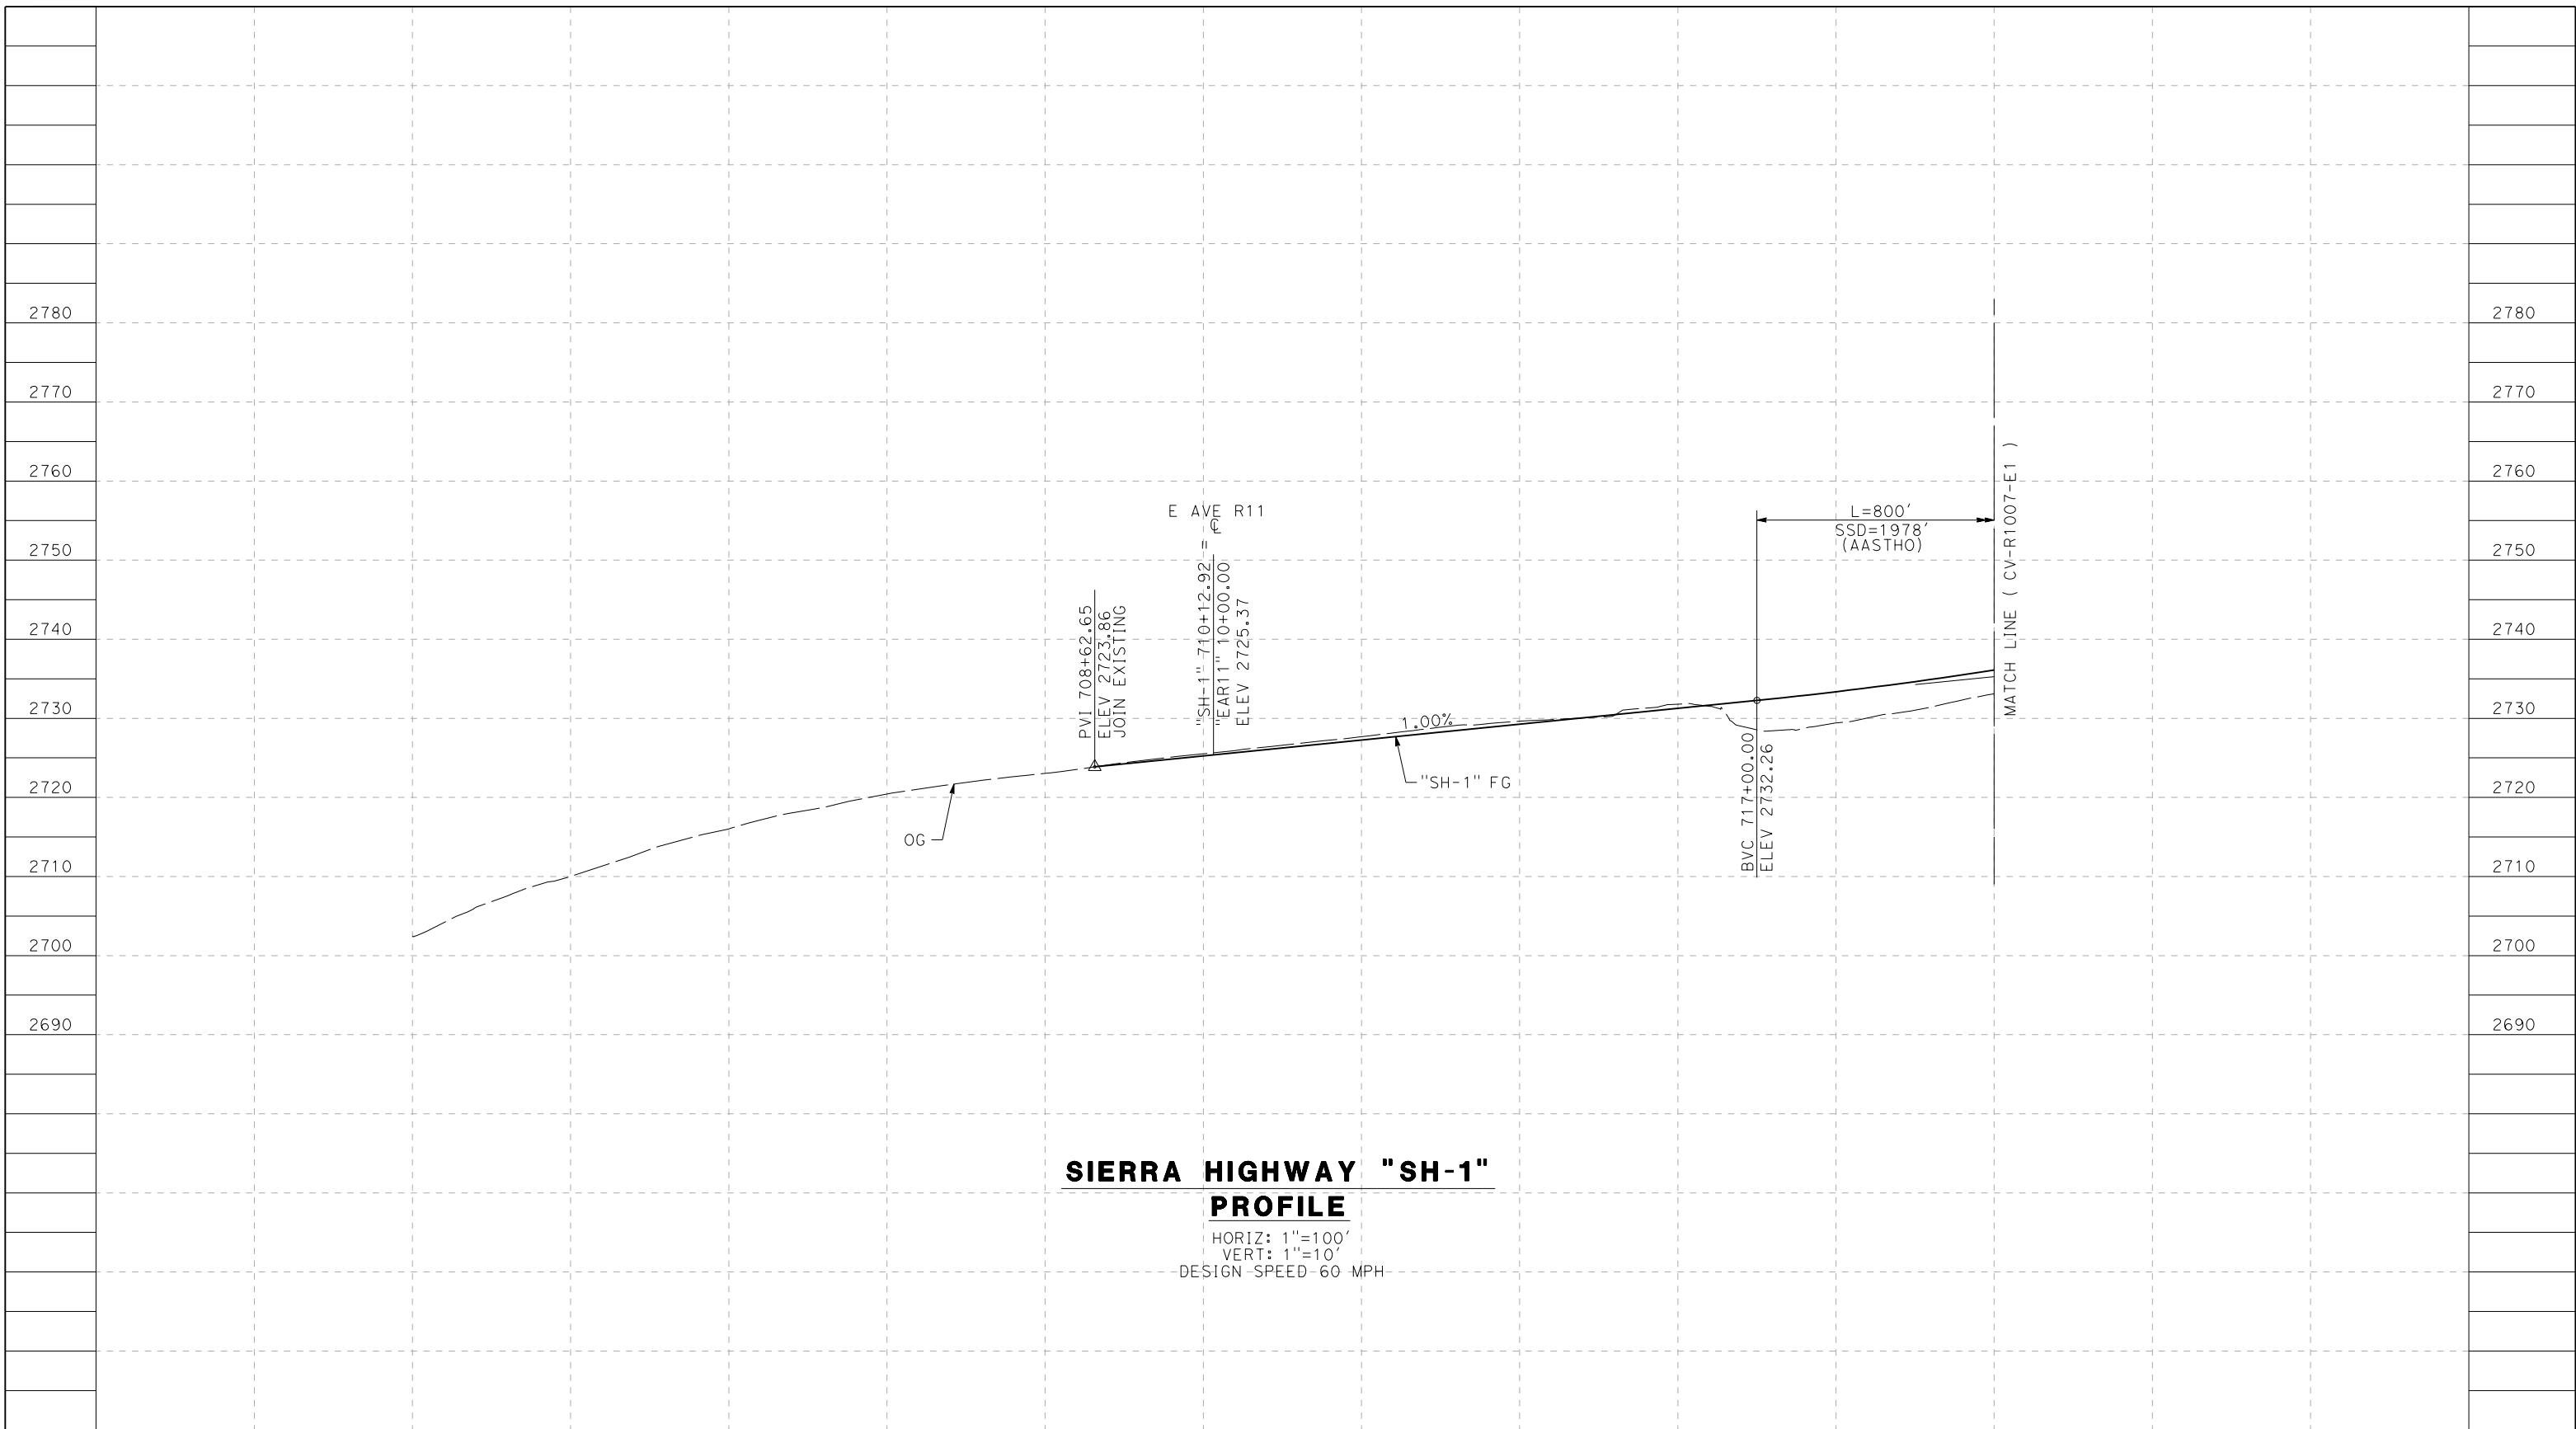 2780
2770
2760
2750
2740
2730
2720
2710
2700
2690
OG
PVI 708+62.65
ELEV 2723.86
JOIN EXISTING
E AVE R11
℄
"SH-1" 710+12.92 =
"EAR11" 10+00.00
ELEV 2725.37
1.00%
"SH-1" FG
BVC 717+00.00
ELEV 2732.26
L=800'
SSD=1978'
(AASTHO)
MATCH LINE ( CV-R1007-E1 )
2780
2770
2760
2750
2740
2730
2720
2710
2700
2690
SIERRA HIGHWAY "SH-1"
PROFILE
HORIZ: 1"=100'
VERT: 1"=10'
DESIGN SPEED 60 MPH